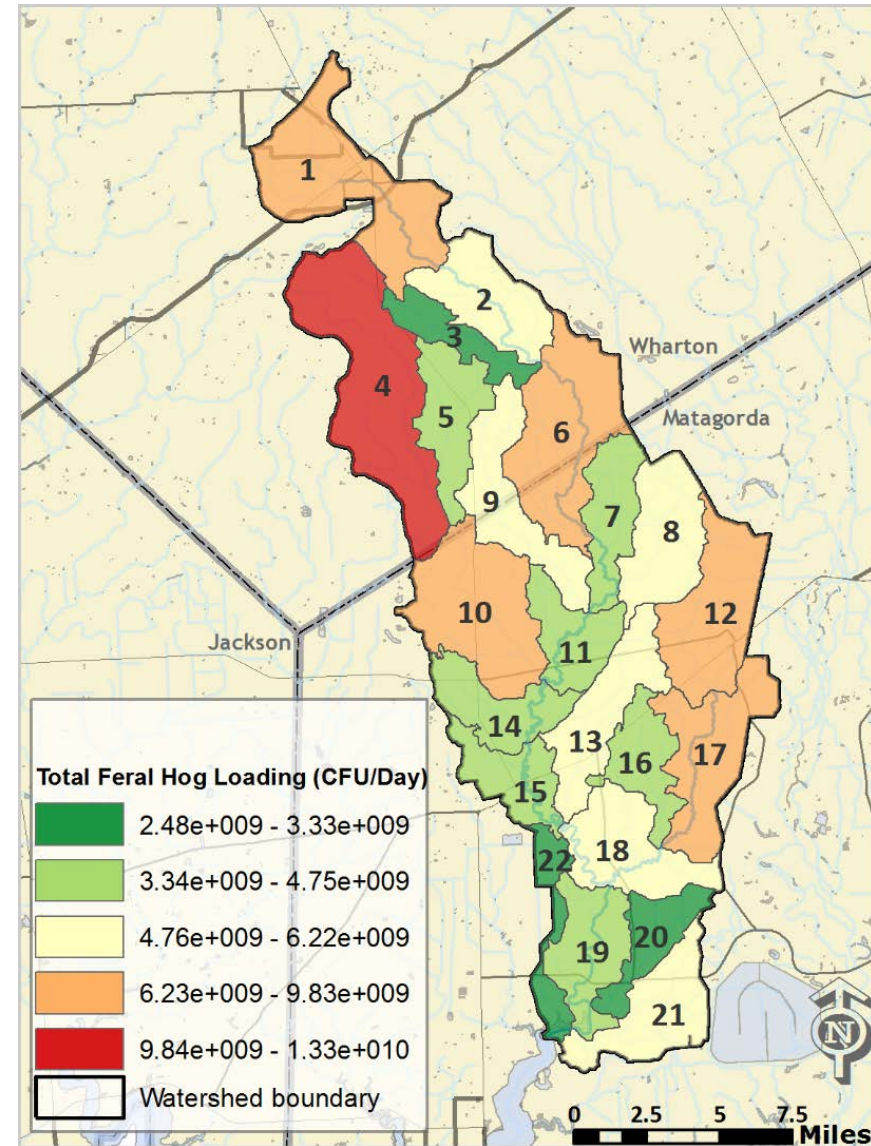 1
2
3
Wharton
4
5
6
Matagorda
7
8
9
10
12
Jackson
11
14
13
16
17
15
22
18
20
19
21
Total Feral Hog Loading (CFU/Day)
2.48e+009 - 3.33e+009
3.34e+009 - 4.75e+009
4.76e+009 - 6.22e+009
6.23e+009 - 9.83e+009
9.84e+009 - 1.33e+010
Watershed boundary
N
0 2.5 5 7.5
Miles